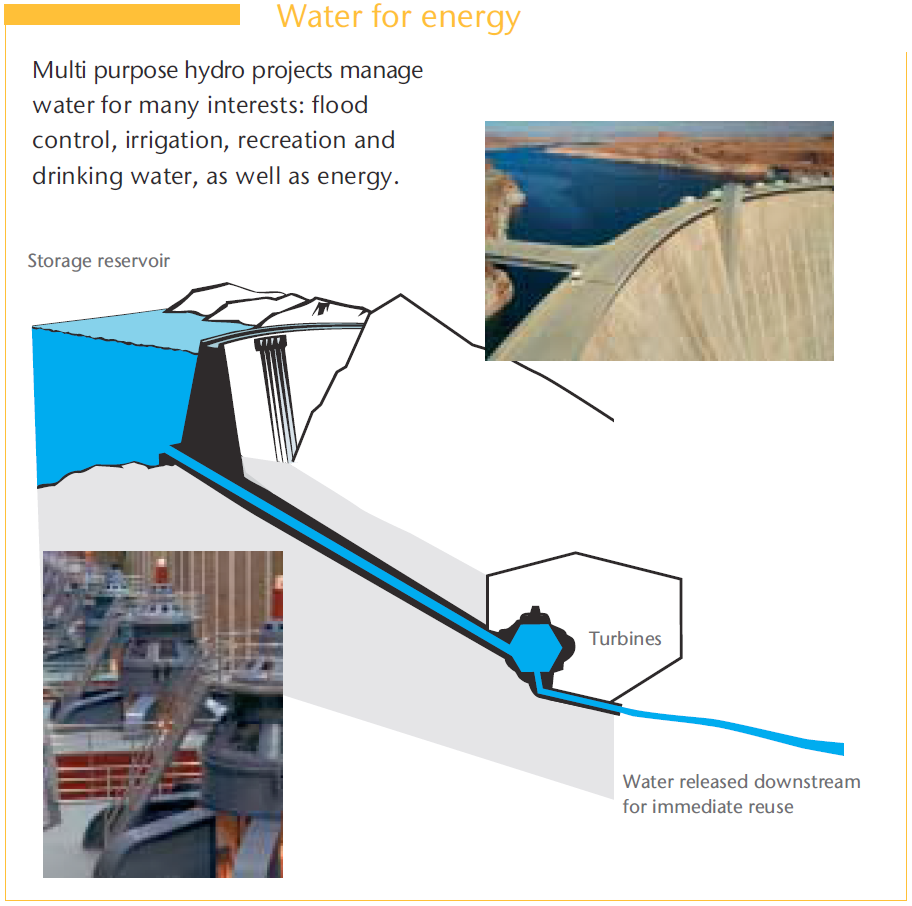 Water for energy
Multi purpose hydro projects manage
water for many interests: flood
control, irrigation, recreation and
drinking water, as well as energy.
Storage reservoir
Turbines
Water released downstream
for immediate reuse